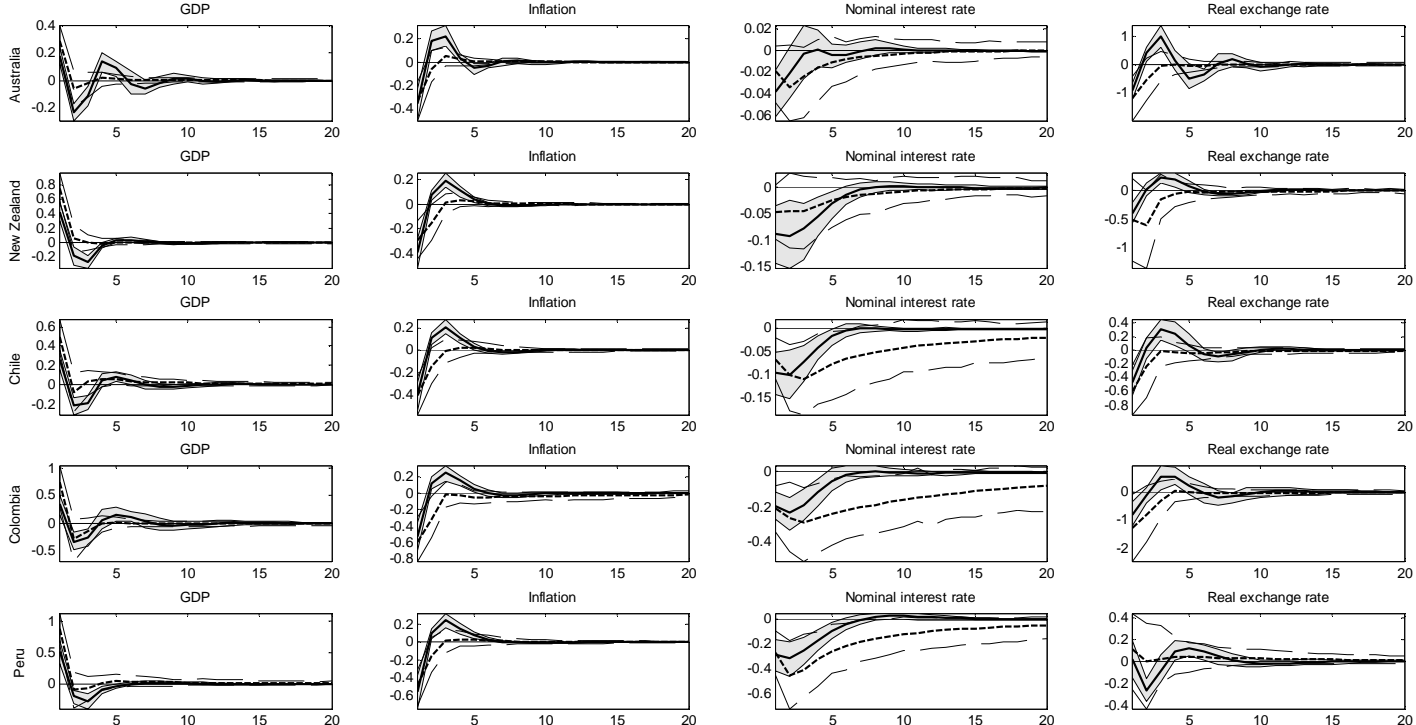 GDP Inflation Nominal interest rate Real exchange rate
Australia
0.4 0.2 0 -0.2
0.2 0 -0.2 -0.4
0.02 0 -0.02 -0.04 -0.06
1 0 -1
5 10 15 20 5 10 15 20 5 10 15 20 5 10 15 20
GDP Inflation Nominal interest rate Real exchange rate
New Zealand
0.8 0.6 0.4 0.2 0 -0.2
0.2 0 -0.2 -0.4
0 -0.05 -0.1 -0.15
0 -0.5 -1
5 10 15 20 5 10 15 20 5 10 15 20 5 10 15 20
GDP Inflation Nominal interest rate Real exchange rate
Chile
0.6 0.4 0.2 0 -0.2
0.2 0 -0.2 -0.4
0 -0.05 -0.1 -0.15
0.4 0.2 0 -0.2 -0.4 -0.6 -0.8
5 10 15 20 5 10 15 20 5 10 15 20 5 10 15 20
GDP Inflation Nominal interest rate Real exchange rate
Colombia
1 0.5 0 -0.5
0.2 0 -0.2 -0.4 -0.6 -0.8
0 -0.2 -0.4
1 0 -1 -2
5 10 15 20 5 10 15 20 5 10 15 20 5 10 15 20
GDP Inflation Nominal interest rate Real exchange rate
Peru
1 0.5 0
0.2 0 -0.2 -0.4 -0.6
0 -0.2 -0.4 -0.6
0.4 0.2 0 -0.2 -0.4
5 10 15 20 5 10 15 20 5 10 15 20 5 10 15 20